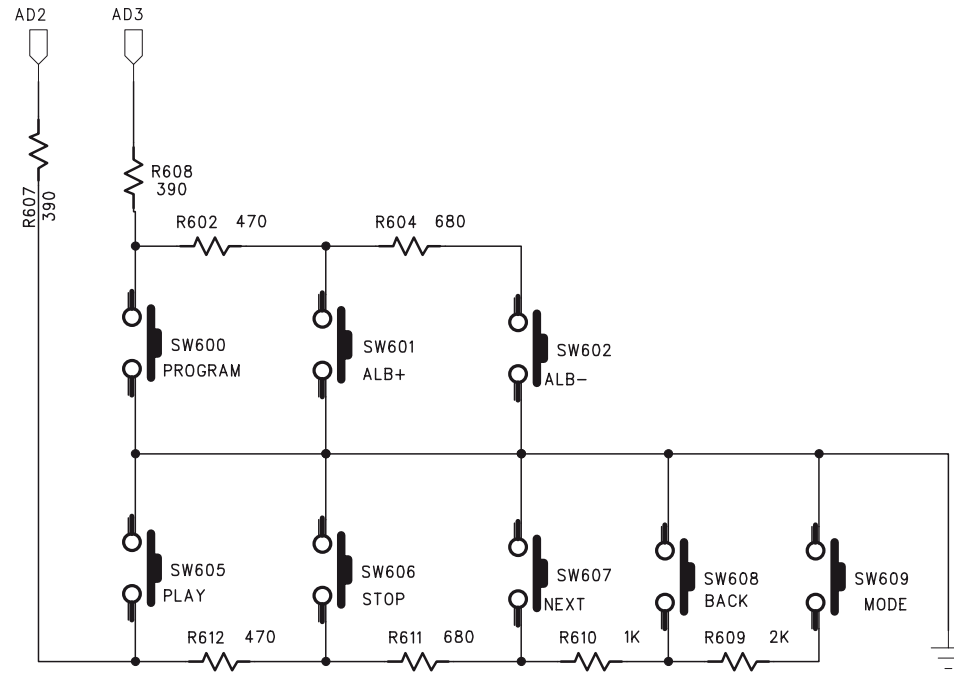 AD2
AD3
R607
390
R608
390
R602 470
R604 680
SW600
PROGRAM
SW601
ALB+
SW602
ALB-
SW605
PLAY
SW606
STOP
SW607
NEXT
SW608
BACK
SW609
MODE
R612 470
R611 680
R610 1K
R609 2K